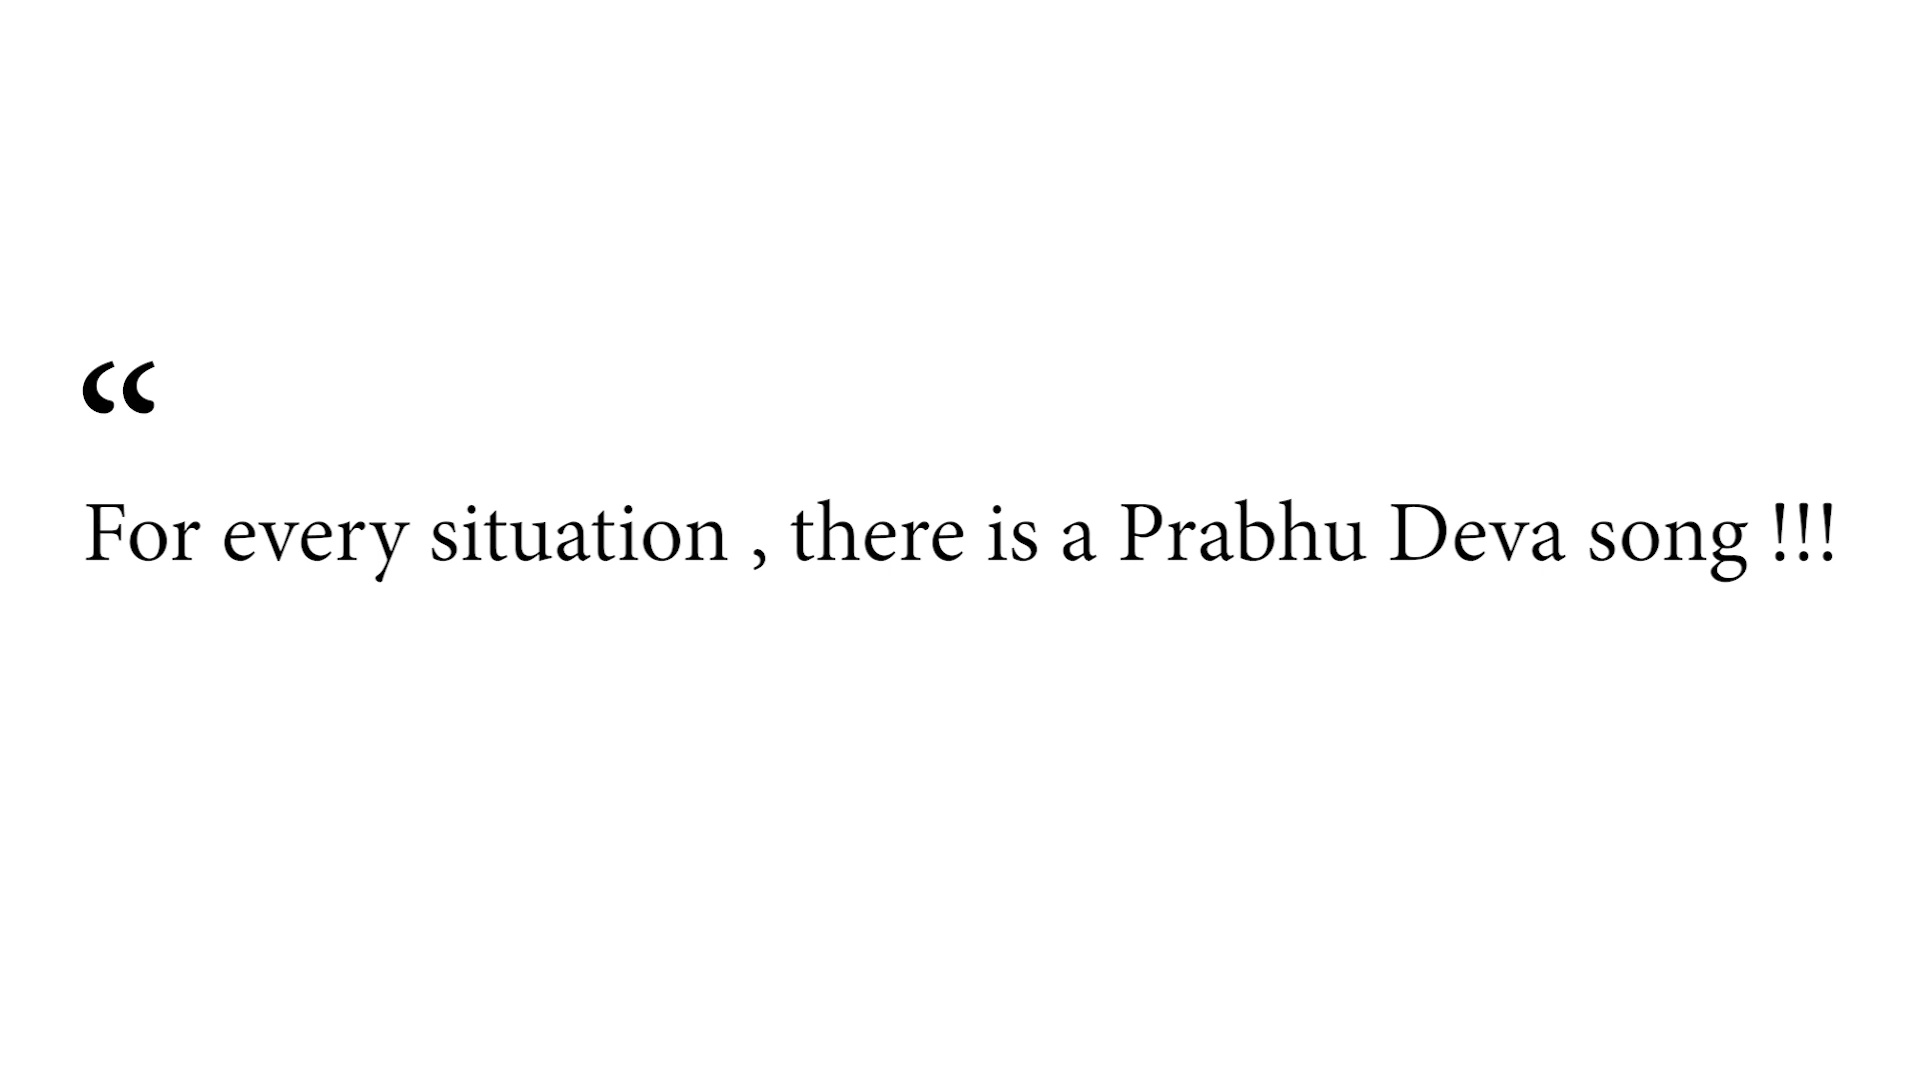 “
For every situation , there is a Prabhu Deva song !!!